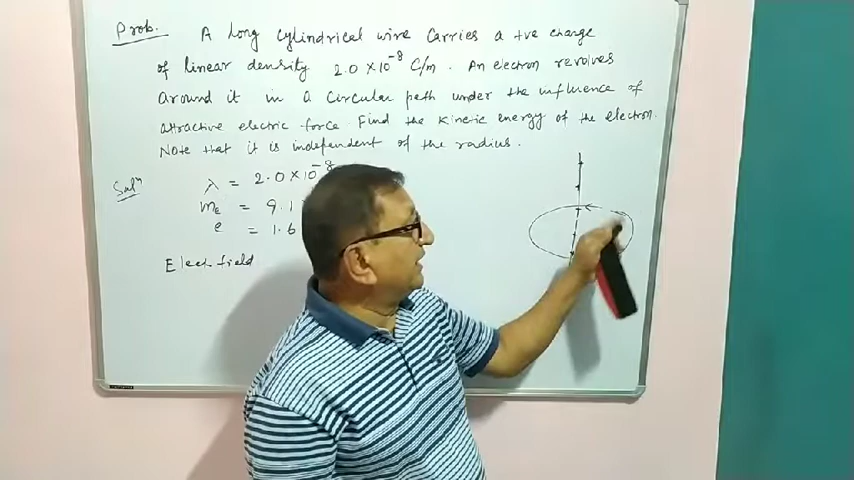 Prob. A long cylindrical wire carries a +ve charge
of linear density 2.0 × 10⁻⁸ C/m. An electron revolves
around it in a circular path under the influence of
attractive electric force. Find the kinetic energy of the electron.
Note that it is independent of the radius.
Solⁿ λ = 2.0 × 10⁻⁸
me = 9.1
e = 1.6
Elect. field